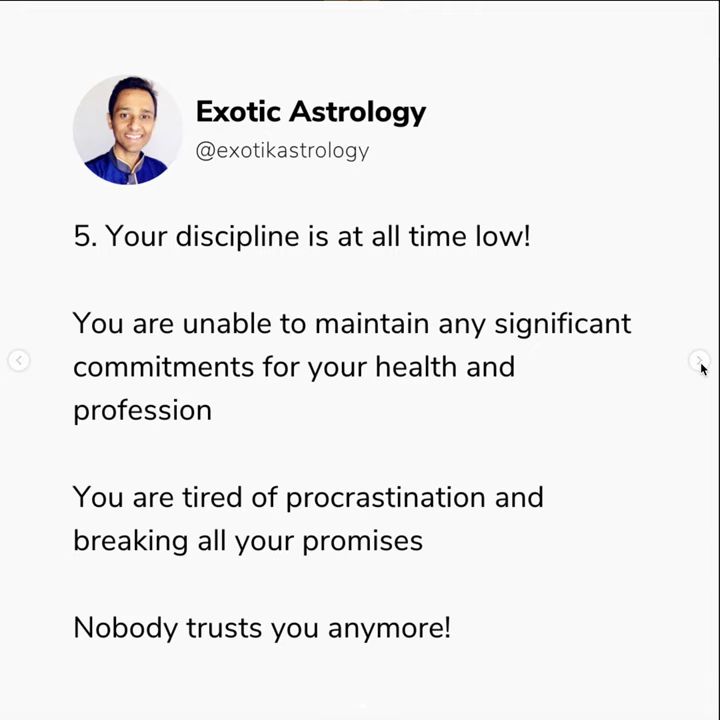 Exotic Astrology
@exotikastrology
5. Your discipline is at all time low!
You are unable to maintain any significant
commitments for your health and
profession
You are tired of procrastination and
breaking all your promises
Nobody trusts you anymore!